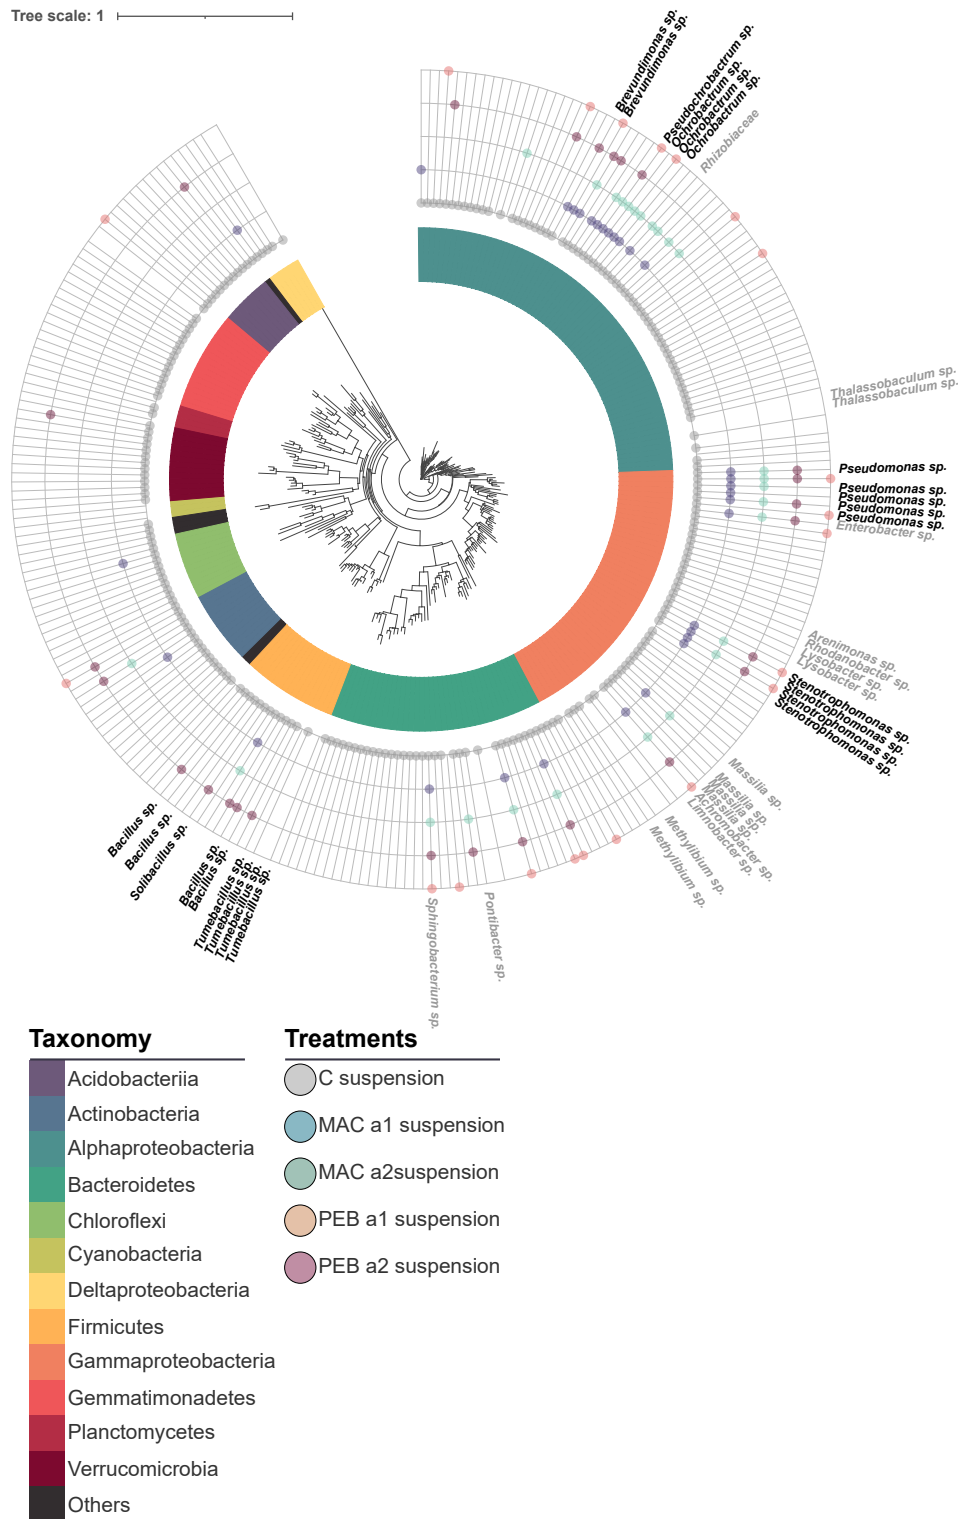 Tree scale: 1
Brevundimonas sp.
Brevundimonas sp.
Pseudochrobactrum sp.
Ochrobactrum sp.
Ochrobactrum sp.
Ochrobactrum sp.
Rhizobiaceae
Thalassobaculum sp.
Thalassobaculum sp.
Pseudomonas sp.
Pseudomonas sp.
Pseudomonas sp.
Pseudomonas sp.
Pseudomonas sp.
Enterobacter sp.
Arenimonas sp.
Rhodanobacter sp.
Lysobacter sp.
Lysobacter sp.
Stenotrophomonas sp.
Stenotrophomonas sp.
Stenotrophomonas sp.
Stenotrophomonas sp.
Massilia sp.
Massilia sp.
Massilia sp.
Massilia sp.
Achromobacter sp.
Limnobacter sp.
Methylibium sp.
Methylibium sp.
Pontibacter sp.
Sphingobacterium sp.
Tumebacillus sp.
Tumebacillus sp.
Tumebacillus sp.
Tumebacillus sp.
Bacillus sp.
Bacillus sp.
Solibacillus sp.
Bacillus sp.
Bacillus sp.
Taxonomy
Acidobacteriia
Actinobacteria
Alphaproteobacteria
Bacteroidetes
Chloroflexi
Cyanobacteria
Deltaproteobacteria
Firmicutes
Gammaproteobacteria
Gemmatimonadetes
Planctomycetes
Verrucomicrobia
Others
Treatments
C suspension
MAC a1 suspension
MAC a2suspension
PEB a1 suspension
PEB a2 suspension